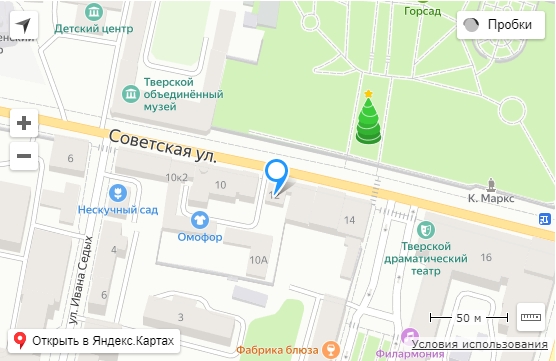 Горсад
Пробки
Детский центр
Тверской
объединённый
музей
Советская ул.
6
10к2
10
12
14
К. Маркс
Нескучный сад
Омофор
Тверской
драматический
театр
16
4
10А
ул. Ивана Седых
6
3
50 м
Открыть в Яндекс.Картах
Фабрика блюза
Филармония
Условия использования